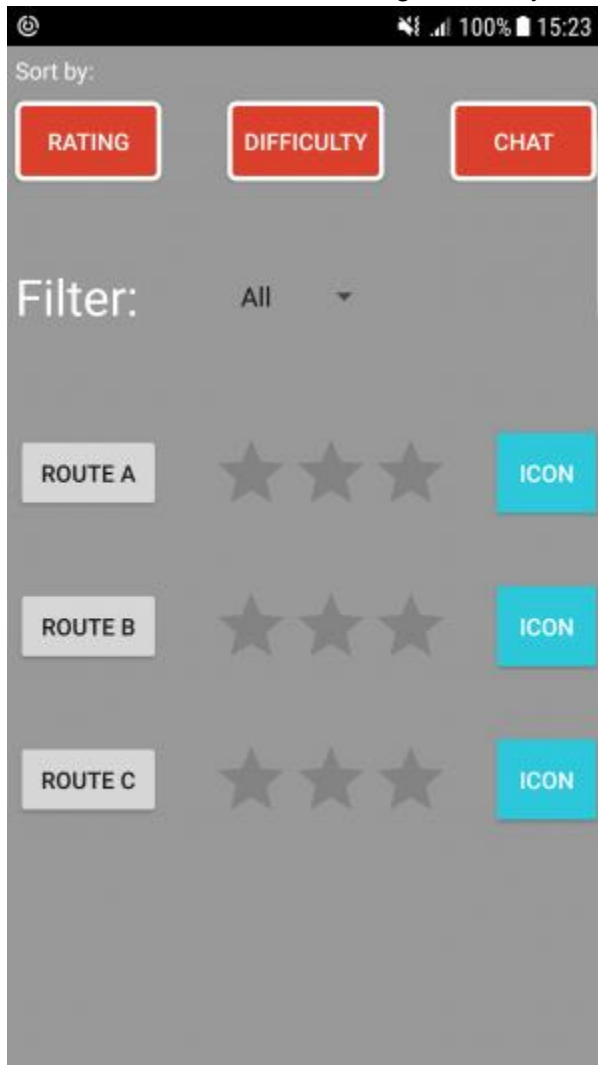 100% 15:23
Sort by:
RATING DIFFICULTY CHAT
Filter: All
ROUTE A ICON
ROUTE B ICON
ROUTE C ICON